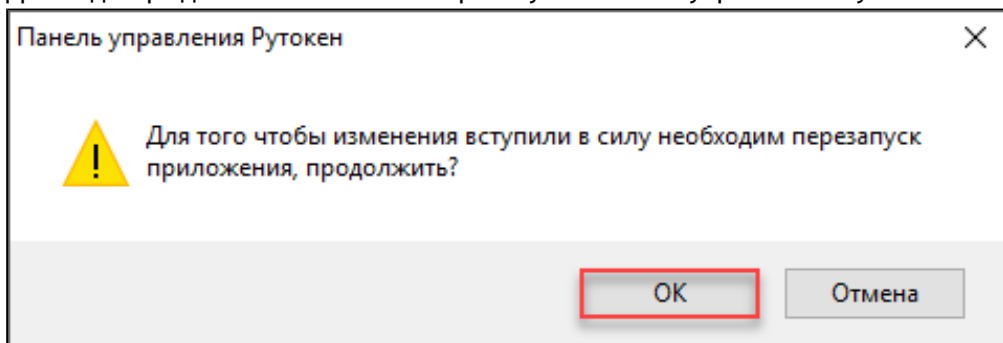 Панель управления Рутокен
Для того чтобы изменения вступили в силу необходим перезапуск
приложения, продолжить?
OK
Отмена